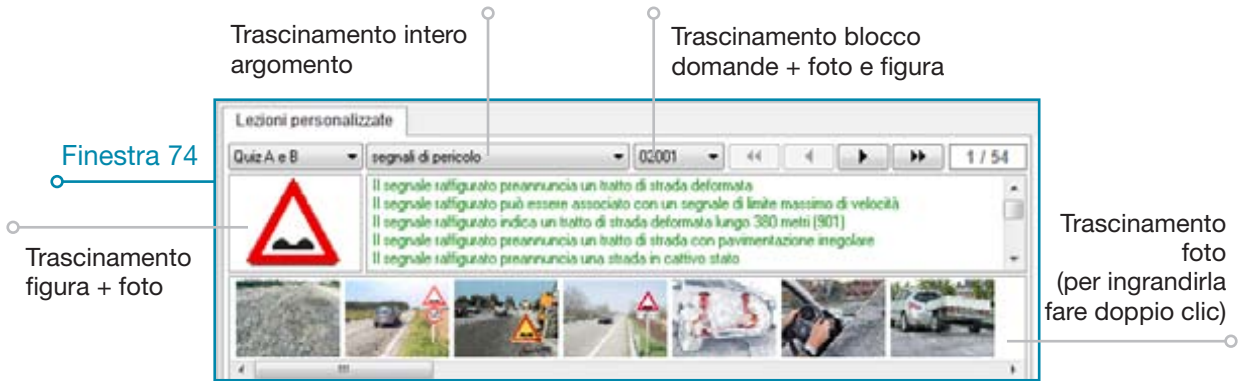 Trascinamento intero
argomento
Trascinamento blocco
domande + foto e figura
Finestra 74
Lezioni personalizzate
Quiz A e B
segnali di pericolo
02001
1 / 54
Il segnale raffigurato preannuncia un tratto di strada deformata
Il segnale raffigurato può essere associato con un segnale di limite massimo di velocità
Il segnale raffigurato indica un tratto di strada deformata lungo 380 metri (901)
Il segnale raffigurato preannuncia un tratto di strada con pavimentazione irregolare
Il segnale raffigurato preannuncia una strada in cattivo stato
Trascinamento
figura + foto
Trascinamento
foto
(per ingrandirla
fare doppio clic)